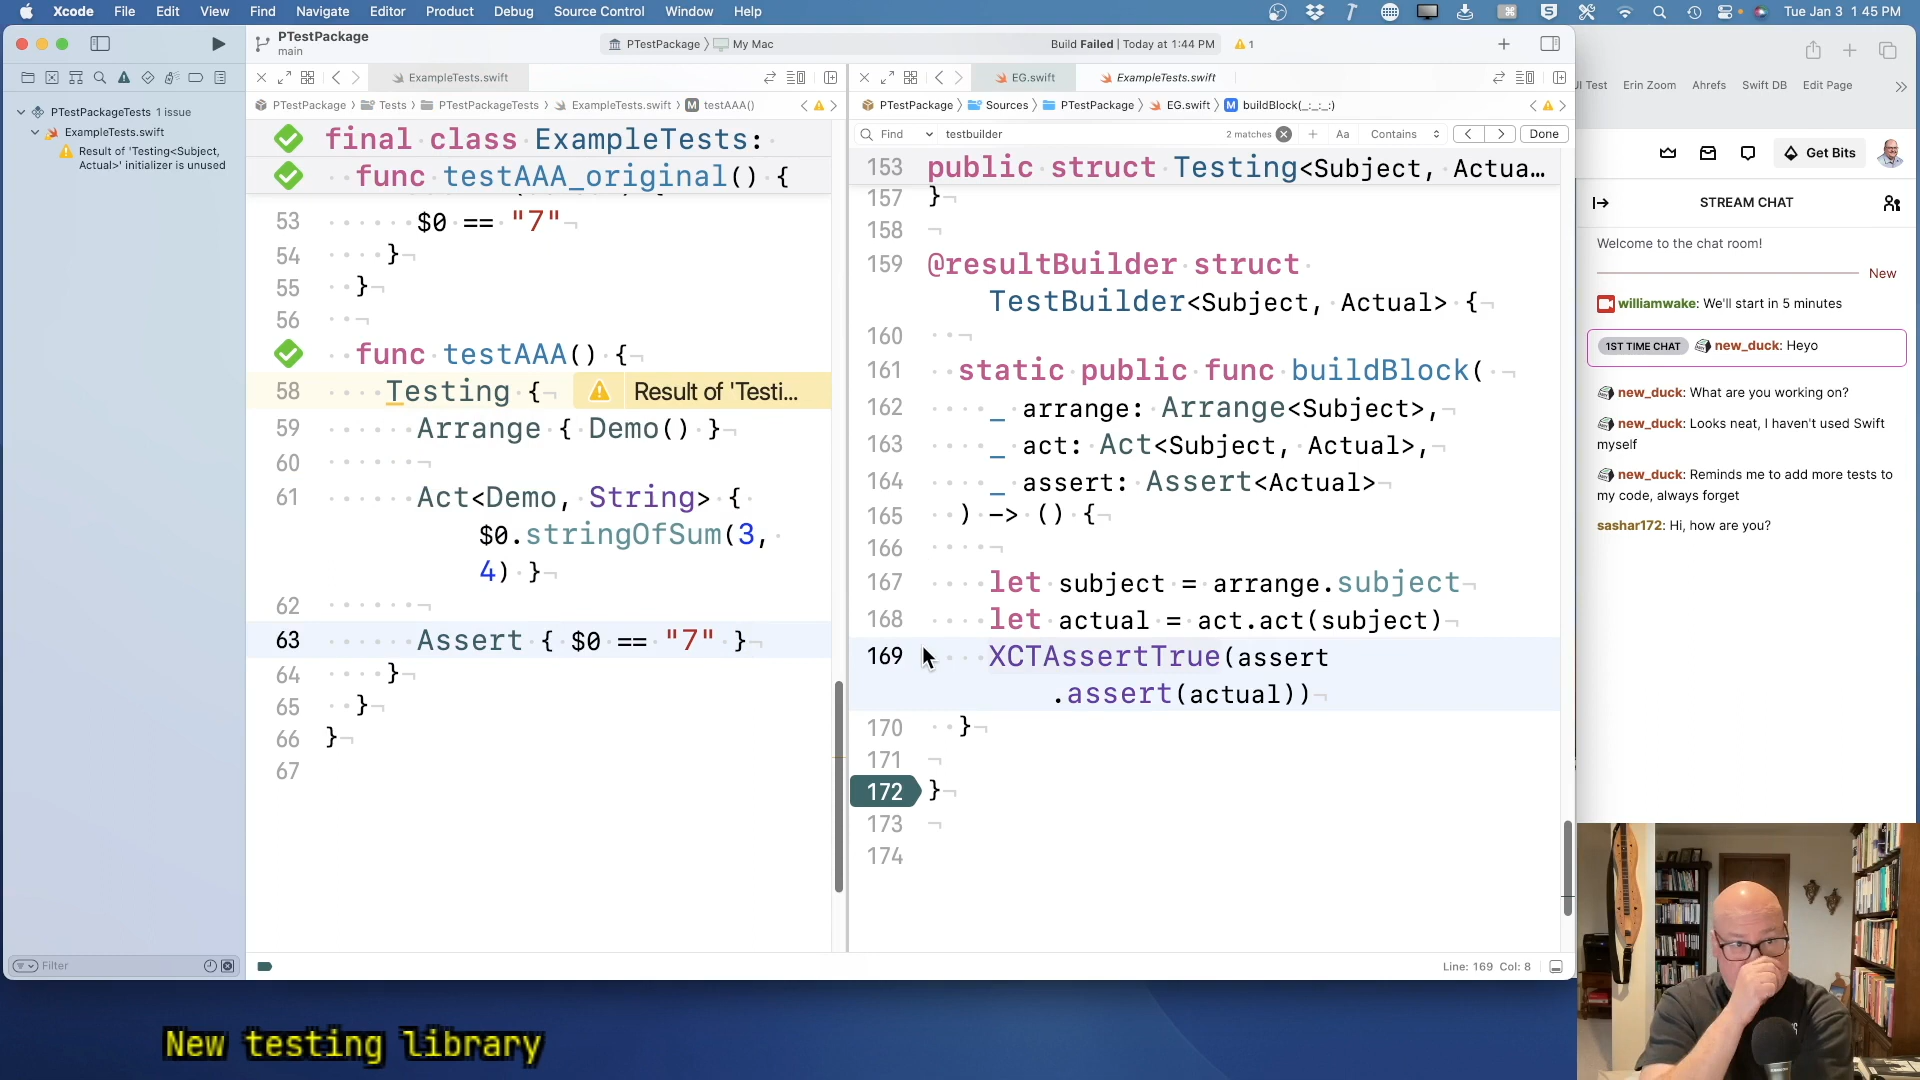 Xcode File Edit View Find Navigate Editor Product Debug Source Control Window Help
Tue Jan 3 1:45 PM
PTestPackage
main
PTestPackage My Mac
Build Failed | Today at 1:44 PM 1
ExampleTests.swift
EG.swift
ExampleTests.swift
PTestPackage Tests PTestPackageTests ExampleTests.swift M testAAA()
PTestPackage Sources PTestPackage EG.swift M buildBlock(_:_:_:)
PTestPackageTests 1 issue
ExampleTests.swift
Result of 'Testing<Subject,
Actual>' initializer is unused
Filter
final class ExampleTests:
func testAAA_original() {
53 $0 == "7"
54 }
55 }
56
func testAAA() {
58 Testing { Result of 'Testi...
59 Arrange { Demo() }
60
61 Act<Demo, String> {
$0.stringOfSum(3,
4) }
62
63 Assert { $0 == "7" }
64 }
65 }
66 }
67
Find testbuilder 2 matches Aa Contains Done
153 public struct Testing<Subject, Actua...
157 }
158
159 @resultBuilder struct
TestBuilder<Subject, Actual> {
160
161 static public func buildBlock(
162 _ arrange: Arrange<Subject>,
163 _ act: Act<Subject, Actual>,
164 _ assert: Assert<Actual>
165 ) -> () {
166
167 let subject = arrange.subject
168 let actual = act.act(subject)
169 XCTAssertTrue(assert
.assert(actual))
170 }
171
172 }
173
174
Line: 169 Col: 8
UI Test Erin Zoom Ahrefs Swift DB Edit Page
Get Bits
STREAM CHAT
Welcome to the chat room!
New
williamwake: We'll start in 5 minutes
1ST TIME CHAT new_duck: Heyo
new_duck: What are you working on?
new_duck: Looks neat, I haven't used Swift
myself
new_duck: Reminds me to add more tests to
my code, always forget
sashar172: Hi, how are you?
New testing library